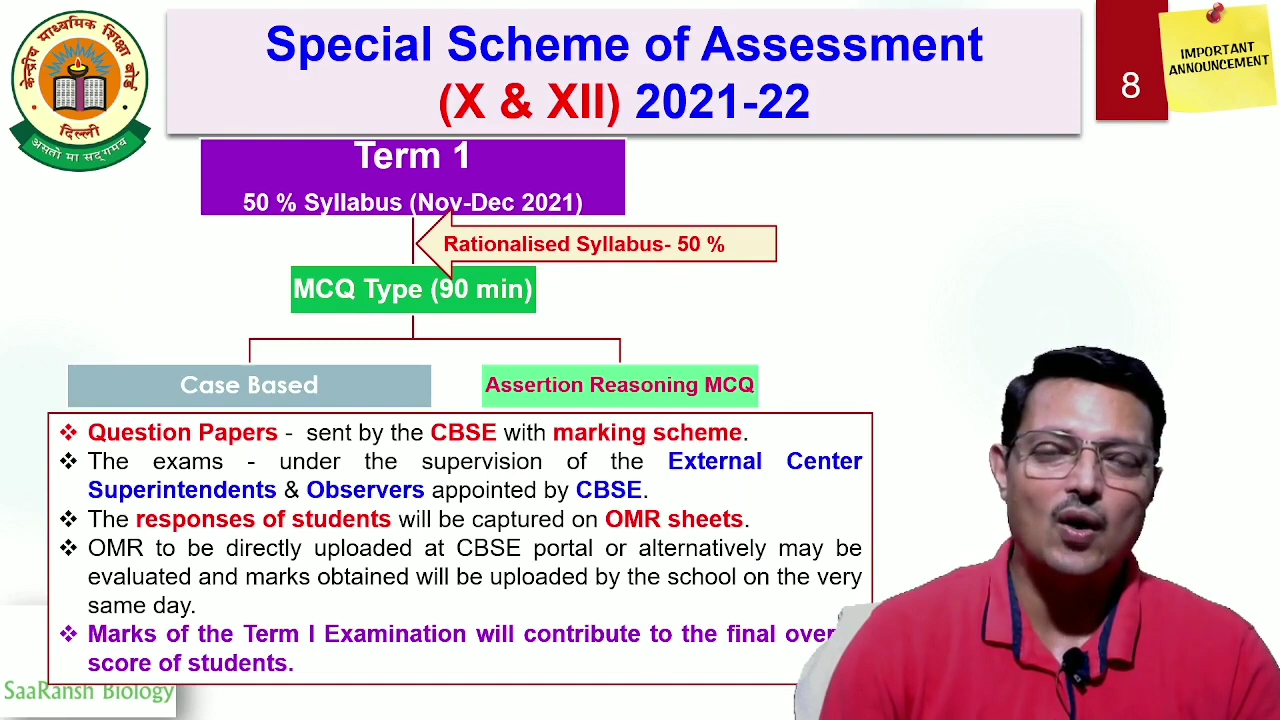 केन्द्रीय माध्यमिक शिक्षा बोर्ड
दिल्ली
असतो मा सद्गमय
Special Scheme of Assessment
(X & XII) 2021-22
8
IMPORTANT
ANNOUNCEMENT
Term 1
50 % Syllabus (Nov-Dec 2021)
Rationalised Syllabus- 50 %
MCQ Type (90 min)
Case Based
Assertion Reasoning MCQ
❖ Question Papers - sent by the CBSE with marking scheme.
❖ The exams - under the supervision of the External Center
Superintendents & Observers appointed by CBSE.
❖ The responses of students will be captured on OMR sheets.
❖ OMR to be directly uploaded at CBSE portal or alternatively may be
evaluated and marks obtained will be uploaded by the school on the very
same day.
❖ Marks of the Term I Examination will contribute to the final over
score of students.
SaaRansh Biology